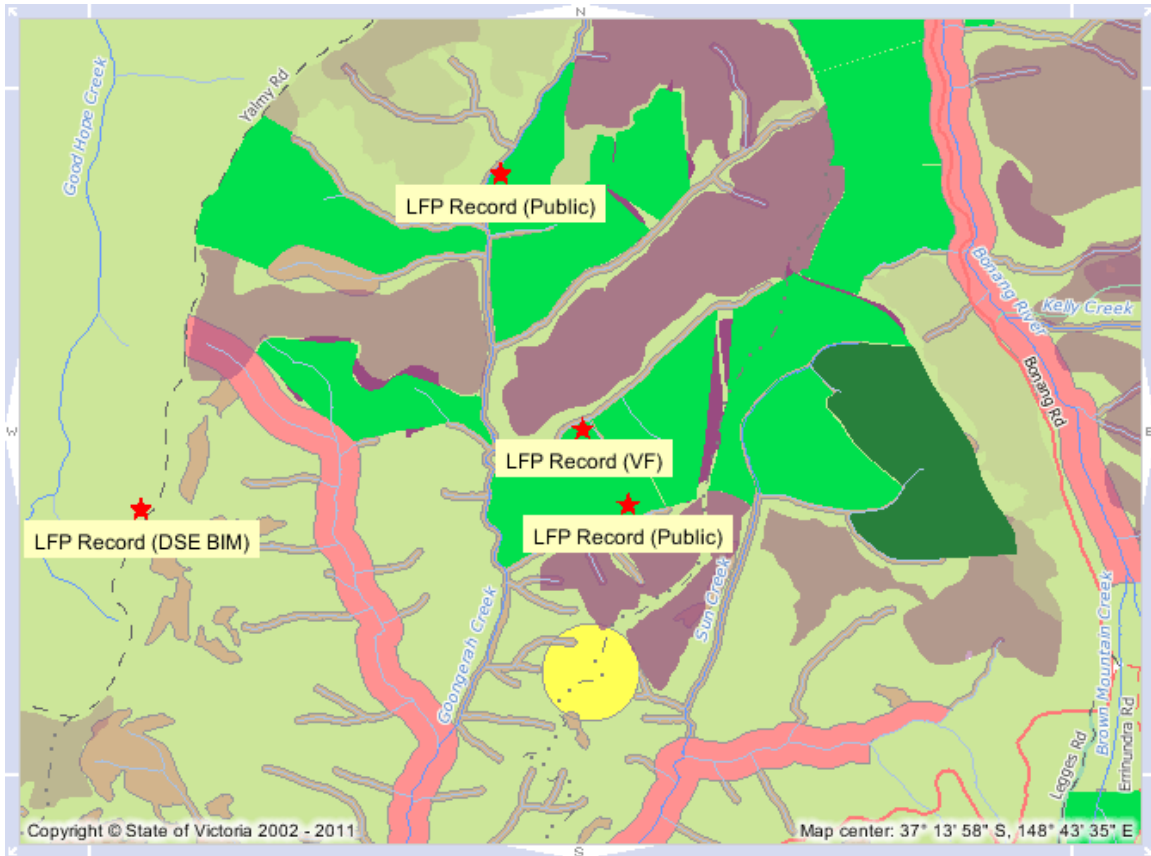 N
Good Hope Creek
Yalmy Rd
LFP Record (Public)
Bonang River
Kelly Creek
Bonang Rd
W
E
LFP Record (VF)
LFP Record (DSE BIM)
LFP Record (Public)
Goongerah Creek
Sun Creek
Brown Mountain Creek
Legges Rd
Errinundra Rd
Copyright © State of Victoria 2002 - 2011
Map center: 37° 13' 58" S, 148° 43' 35" E
S